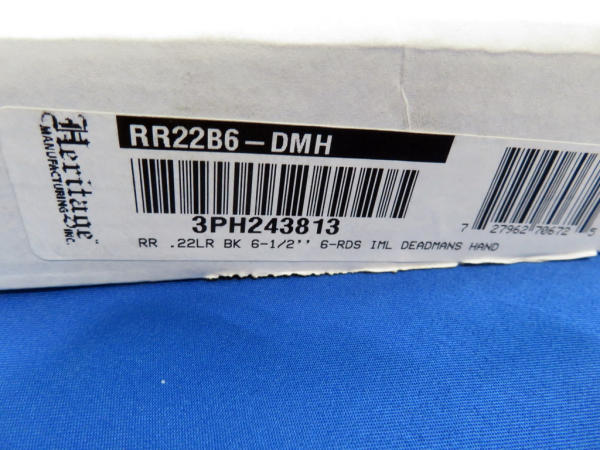 Heritage™
MANUFACTURING, INC.
RR22B6-DMH
3PH243813
7 27962 70672 5
RR .22LR BK 6-1/2'' 6-RDS IML DEADMANS HAND